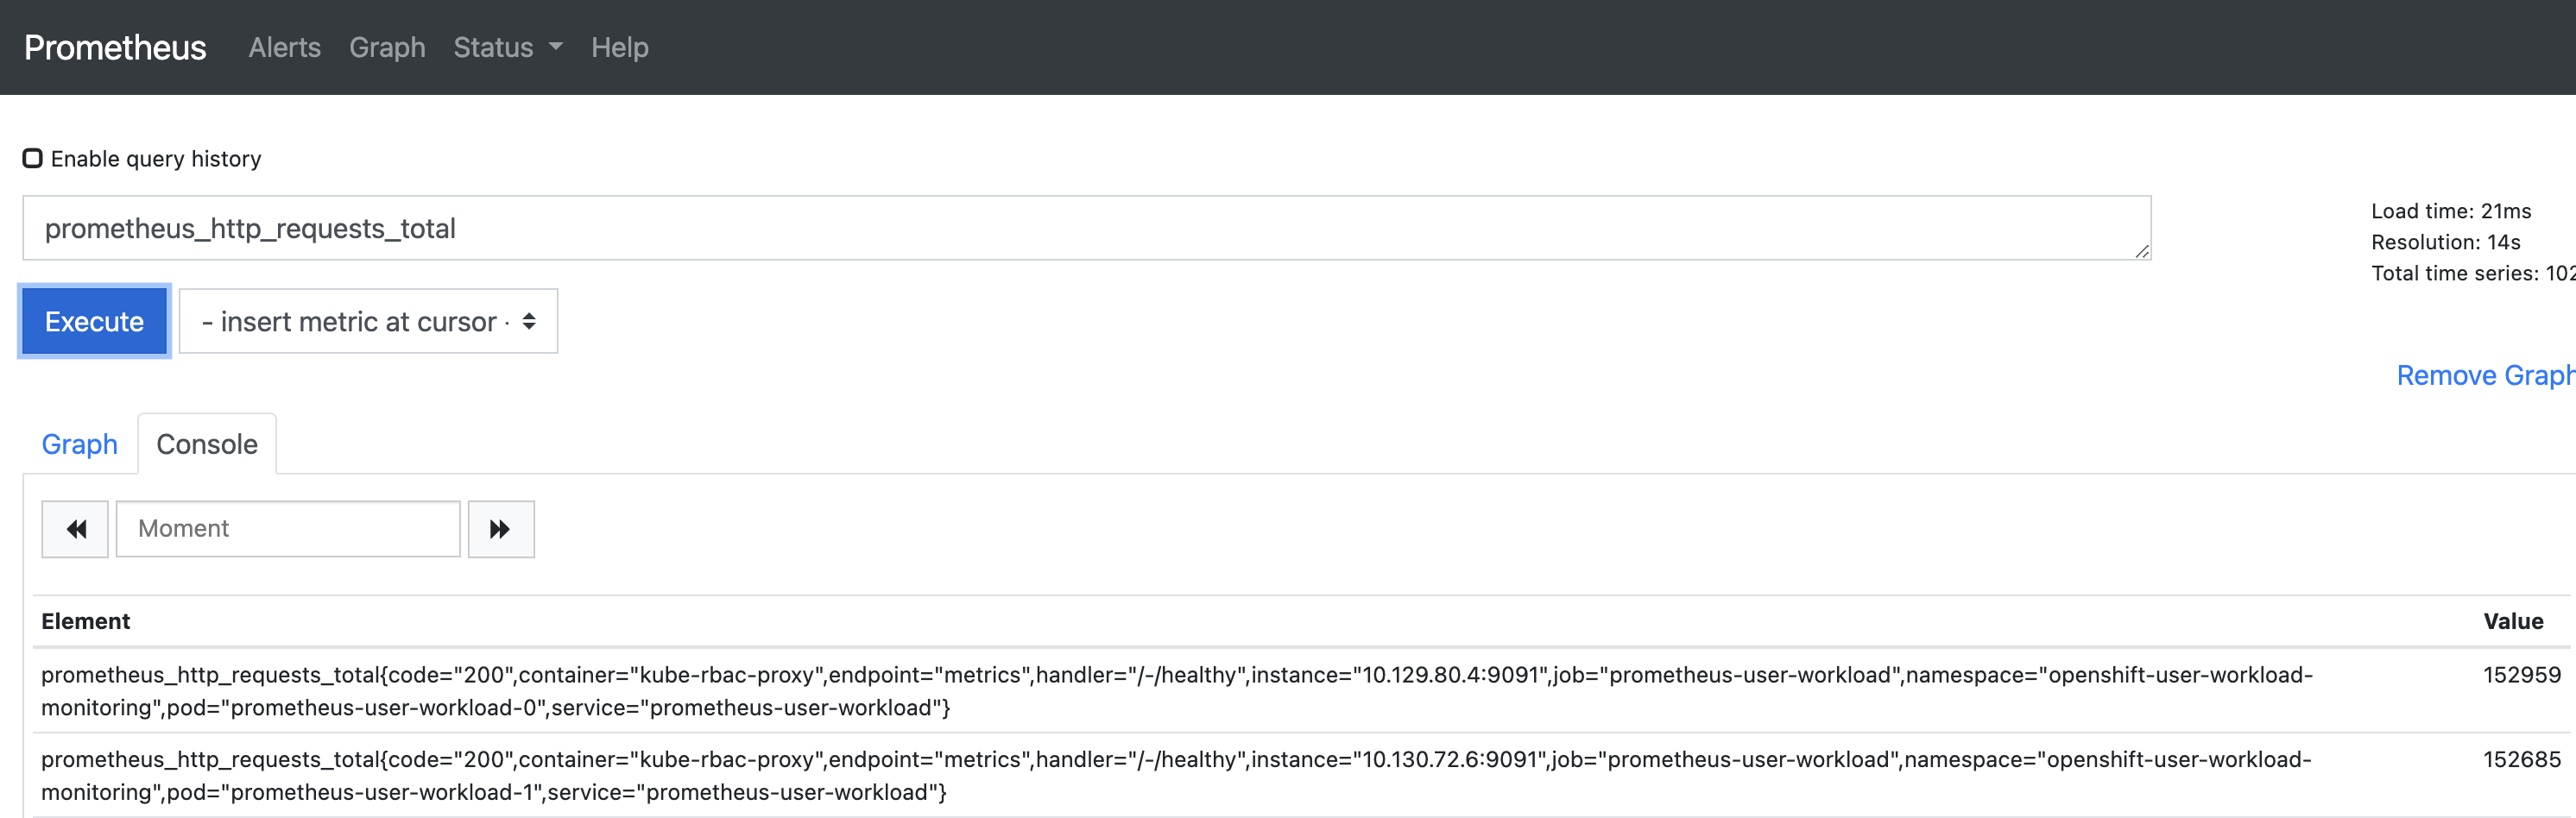 Prometheus Alerts Graph Status Help
Enable query history
prometheus_http_requests_total
Load time: 21ms
Resolution: 14s
Total time series: 102
Execute - insert metric at cursor -
Remove Graph
Graph Console
Moment
Element Value
prometheus_http_requests_total{code="200",container="kube-rbac-proxy",endpoint="metrics",handler="/-/healthy",instance="10.129.80.4:9091",job="prometheus-user-workload",namespace="openshift-user-workload- 152959
monitoring",pod="prometheus-user-workload-0",service="prometheus-user-workload"}
prometheus_http_requests_total{code="200",container="kube-rbac-proxy",endpoint="metrics",handler="/-/healthy",instance="10.130.72.6:9091",job="prometheus-user-workload",namespace="openshift-user-workload- 152685
monitoring",pod="prometheus-user-workload-1",service="prometheus-user-workload"}